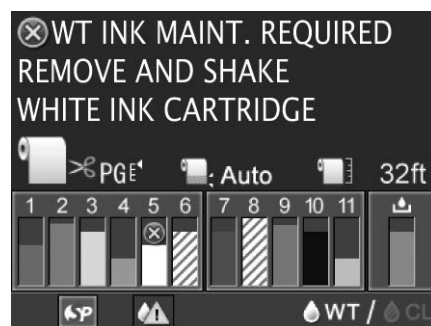 WT INK MAINT. REQUIRED
REMOVE AND SHAKE
WHITE INK CARTRIDGE
PGE : Auto 32ft
1 2 3 4 5 6 7 8 9 10 11
SP WT / CL